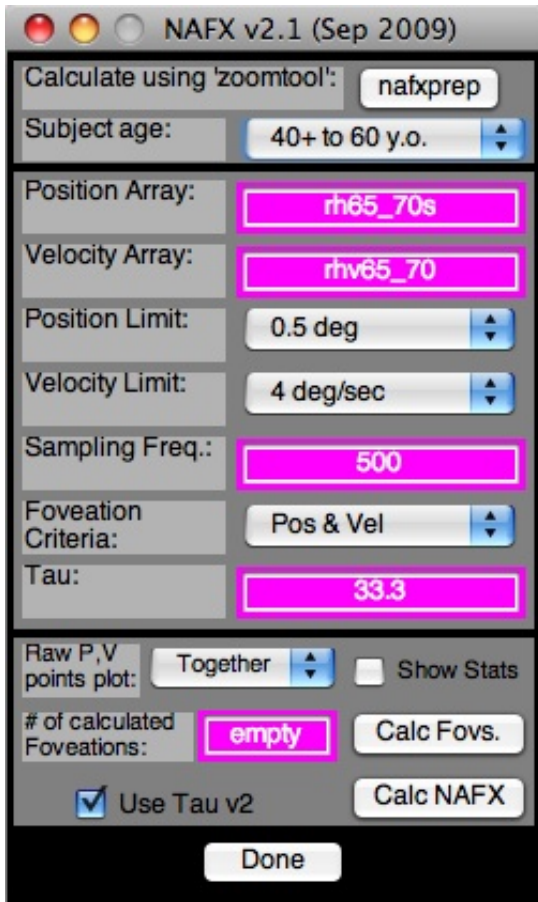 NAFX v2.1 (Sep 2009)
Calculate using 'zoomtool': nafxprep
Subject age: 40+ to 60 y.o.
Position Array: rh65_70s
Velocity Array: rhv65_70
Position Limit: 0.5 deg
Velocity Limit: 4 deg/sec
Sampling Freq.: 500
Foveation
Criteria: Pos & Vel
Tau: 33.3
Raw P,V
points plot: Together Show Stats
# of calculated
Foveations: empty Calc Fovs.
Use Tau v2 Calc NAFX
Done